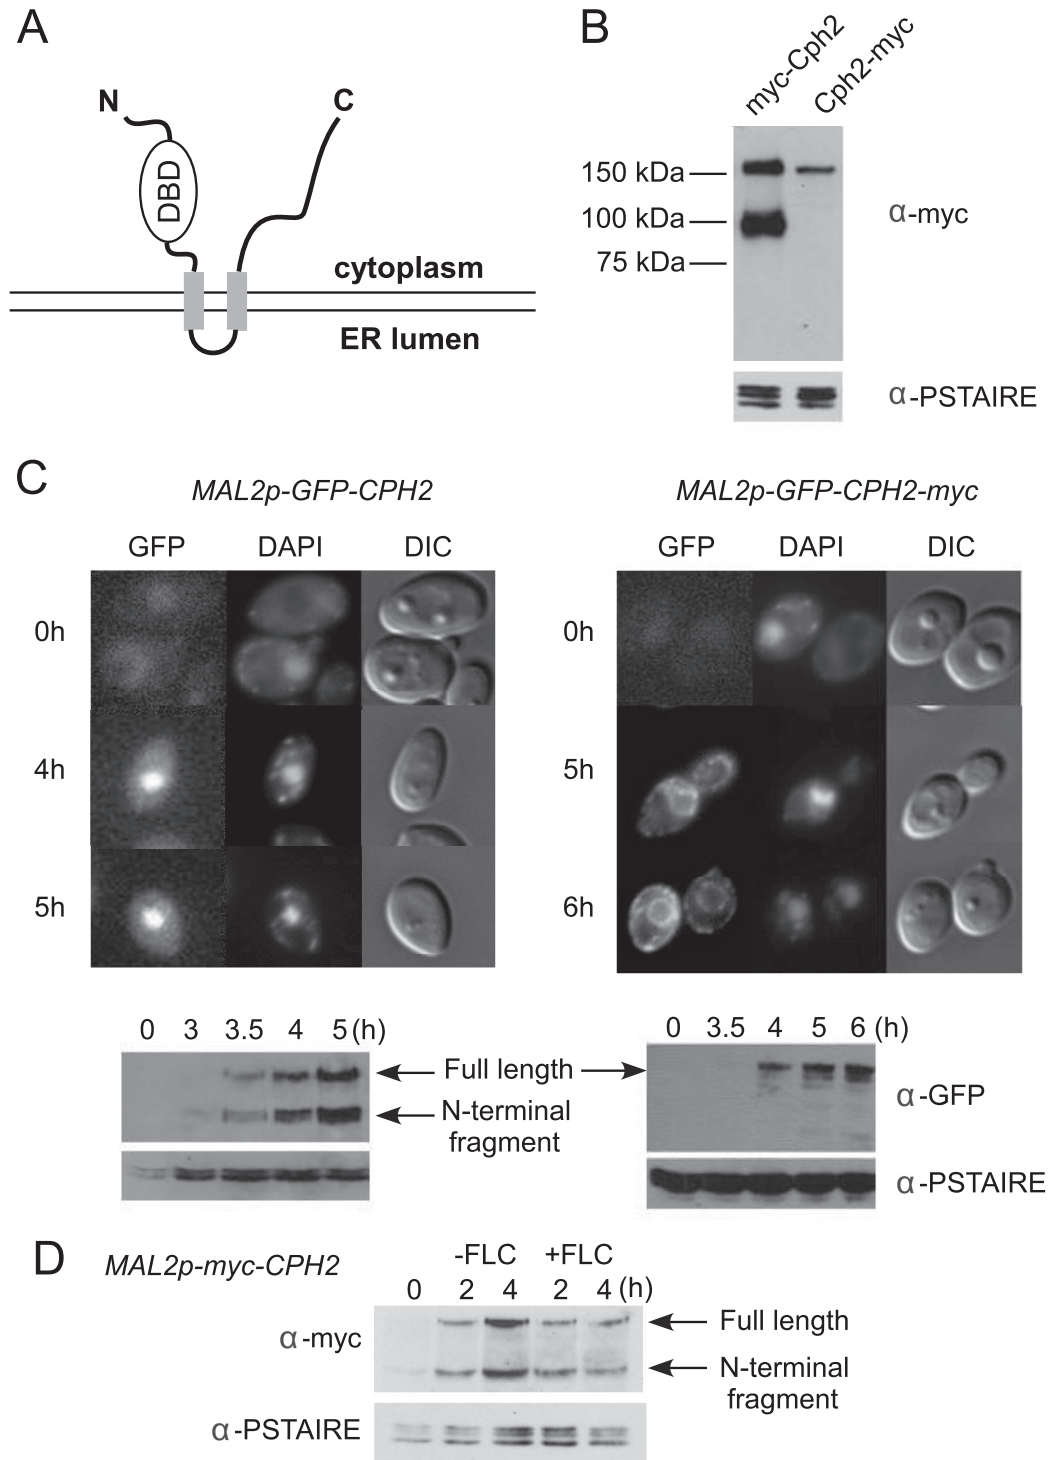 A
N
C
DBD
cytoplasm
ER lumen
B
myc-Cph2
Cph2-myc
150 kDa
100 kDa
75 kDa
α-myc
α-PSTAIRE
C
MAL2p-GFP-CPH2
GFP DAPI DIC
0h
4h
5h
MAL2p-GFP-CPH2-myc
GFP DAPI DIC
0h
5h
6h
0 3 3.5 4 5 (h)
Full length
N-terminal
fragment
0 3.5 4 5 6 (h)
α-GFP
α-PSTAIRE
D
MAL2p-myc-CPH2
-FLC +FLC
0 2 4 2 4 (h)
α-myc
Full length
N-terminal
fragment
α-PSTAIRE